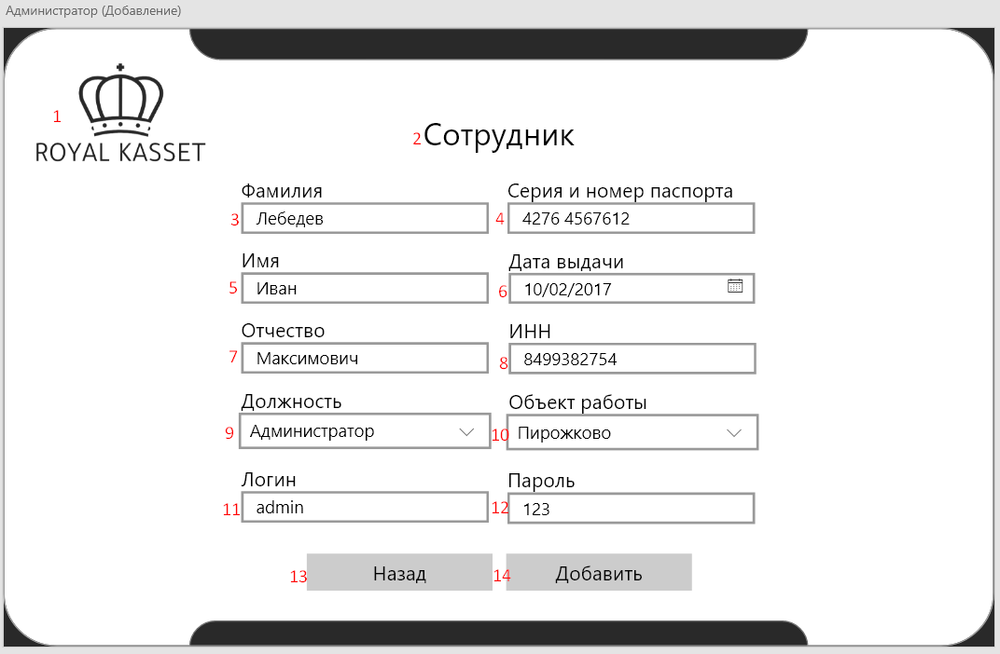 Администратор (Добавление)
1
ROYAL KASSET
2 Сотрудник
Фамилия
3 Лебедев
Серия и номер паспорта
4 4276 4567612
Имя
5 Иван
Дата выдачи
6 10/02/2017
Отчество
7 Максимович
ИНН
8 8499382754
Должность
9 Администратор
Объект работы
10 Пирожково
Логин
11 admin
Пароль
12 123
13 Назад
14 Добавить